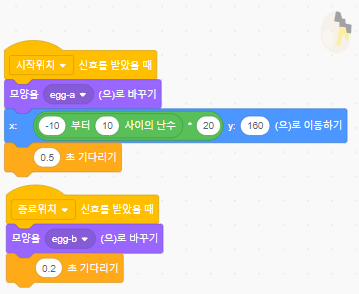 시작위치 신호를 받았을 때
모양을 egg-a (으)로 바꾸기
x: -10 부터 10 사이의 난수 * 20 y: 160 (으)로 이동하기
0.5 초 기다리기
종료위치 신호를 받았을 때
모양을 egg-b (으)로 바꾸기
0.2 초 기다리기